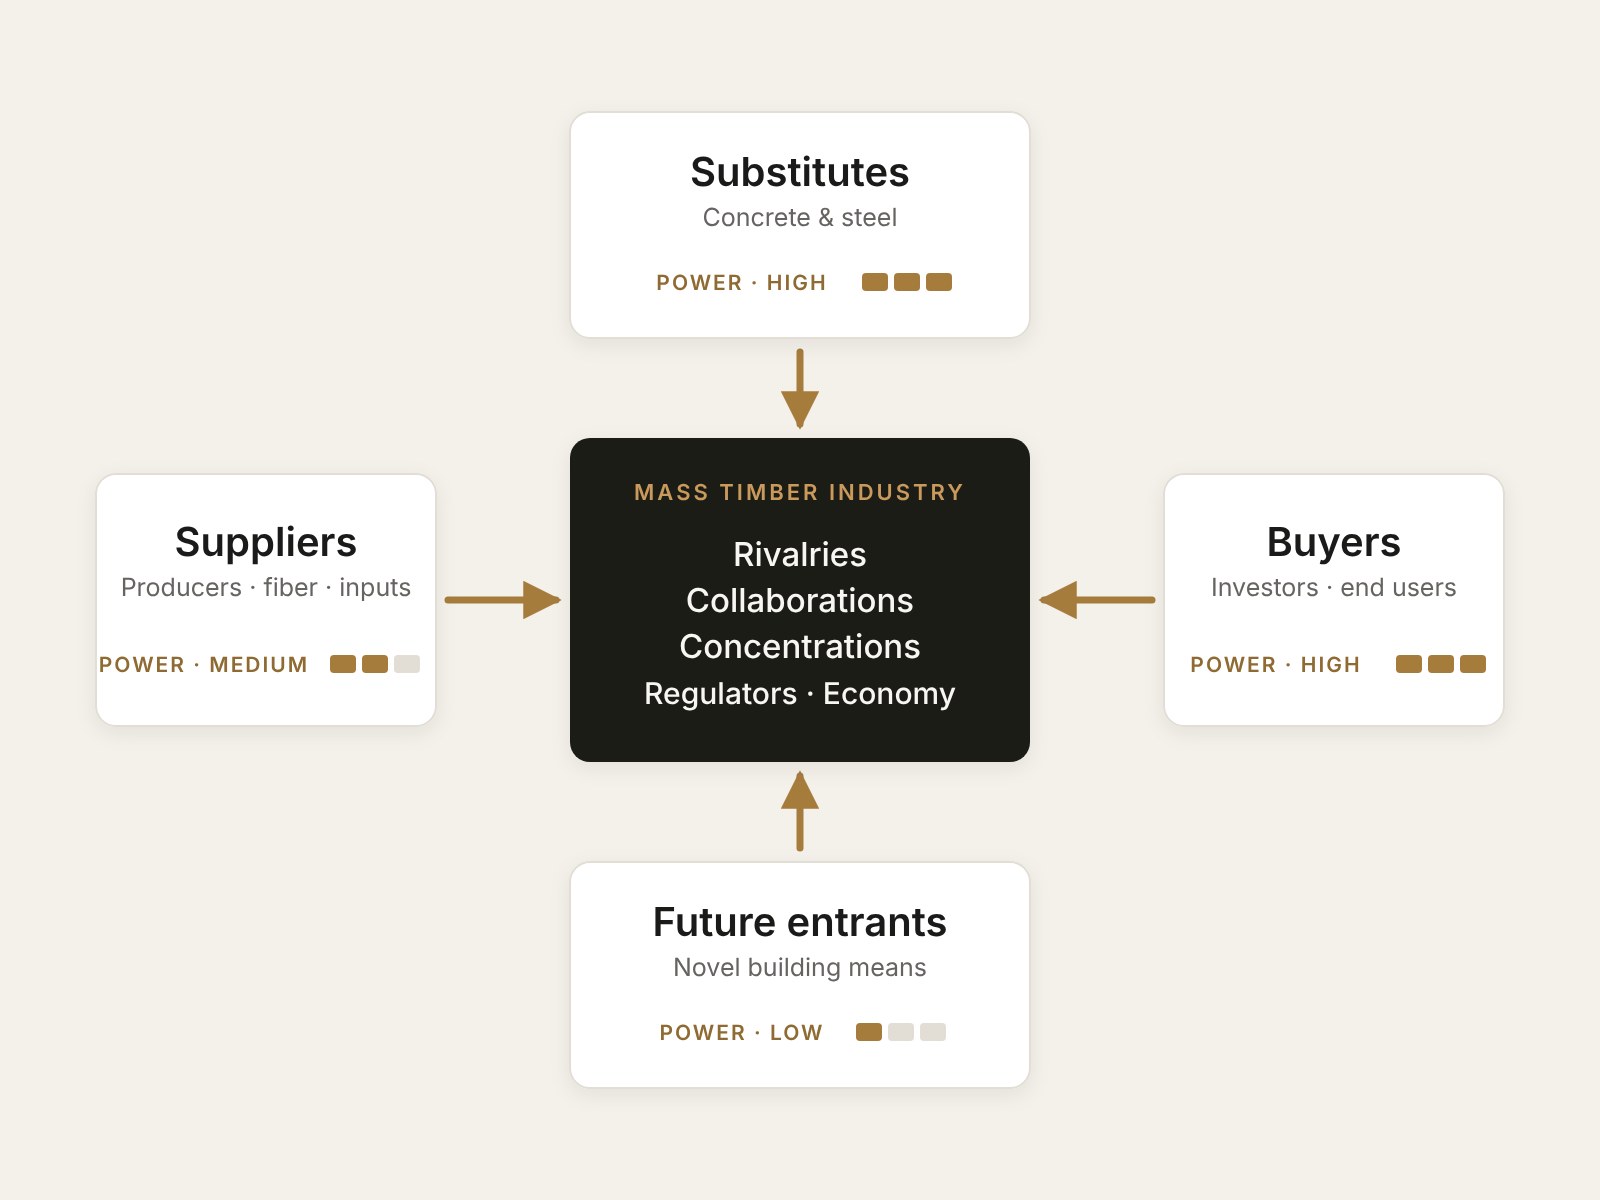 Substitutes
Concrete & steel
POWER · HIGH
MASS TIMBER INDUSTRY
Rivalries
Collaborations
Concentrations
Regulators · Economy
Suppliers
Producers · fiber · inputs
POWER · MEDIUM
Buyers
Investors · end users
POWER · HIGH
Future entrants
Novel building means
POWER · LOW